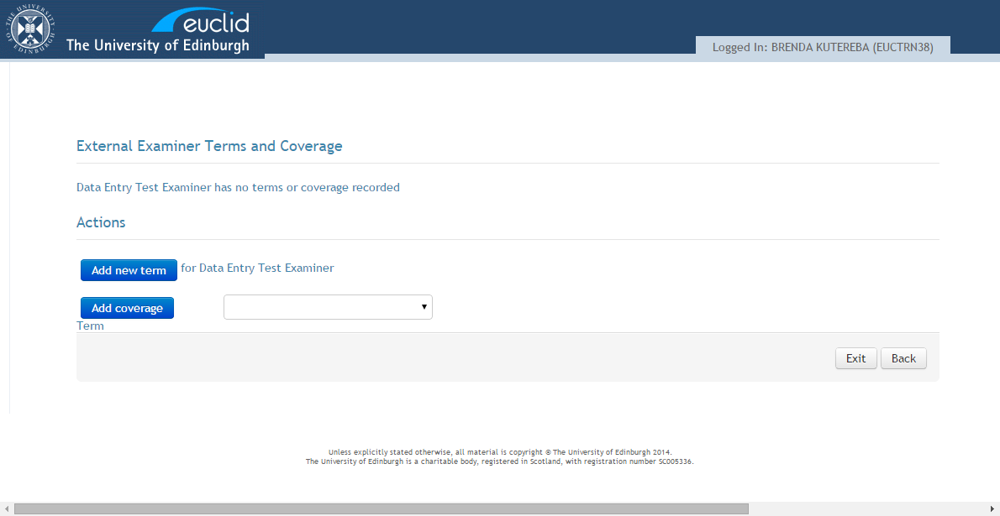 THE UNIVERSITY OF EDINBURGH
euclid
The University of Edinburgh
Logged In: BRENDA KUTEREBA (EUCTRN38)
External Examiner Terms and Coverage
Data Entry Test Examiner has no terms or coverage recorded
Actions
Add new term for Data Entry Test Examiner
Add coverage
Term
Exit Back
Unless explicitly stated otherwise, all material is copyright © The University of Edinburgh 2014.
The University of Edinburgh is a charitable body, registered in Scotland, with registration number SC005336.